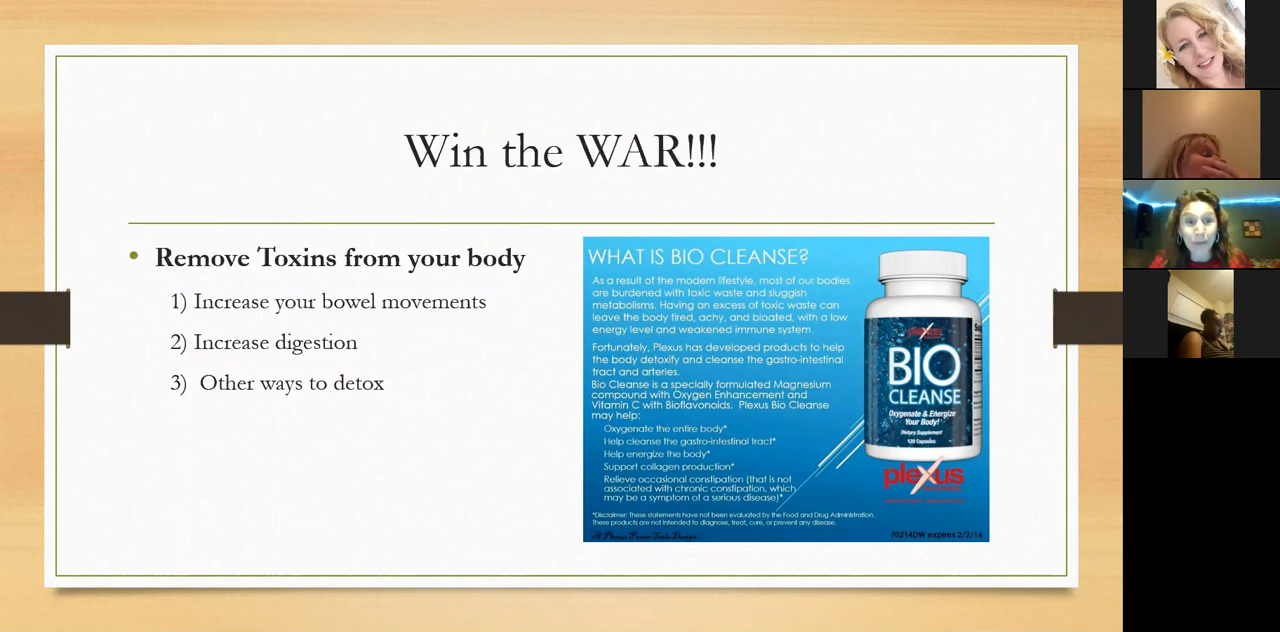 Win the WAR!!!
• Remove Toxins from your body
1) Increase your bowel movements
2) Increase digestion
3) Other ways to detox
WHAT IS BIO CLEANSE?
As a result of the modern lifestyle, most of our bodies
are burdened with toxic waste and sluggish
metabolisms. Having an excess of toxic waste can
leave the body tired, achy, and bloated, with a low
energy level and weakened immune system.
Fortunately, Plexus has developed products to help
the body detoxify and cleanse the gastro-intestinal
tract and arteries.
Bio Cleanse is a specially formulated Magnesium
compound with Oxygen Enhancement and
Vitamin C with Bioflavonoids. Plexus Bio Cleanse
may help:
Oxygenate the entire body*
Help cleanse the gastro-intestinal tract*
Help energize the body*
Support collagen production*
Relieve occasional constipation (that is not
associated with chronic constipation, which
may be a symptom of a serious disease)*
*Disclaimer: These statements have not been evaluated by the Food and Drug Administration.
These products are not intended to diagnose, treat, cure, or prevent any disease.
70214DW expires 2/2/16
plexus
BIO
CLEANSE
Oxygenate & Energize
Your Body!
Dietary Supplement
120 Capsules
plexus